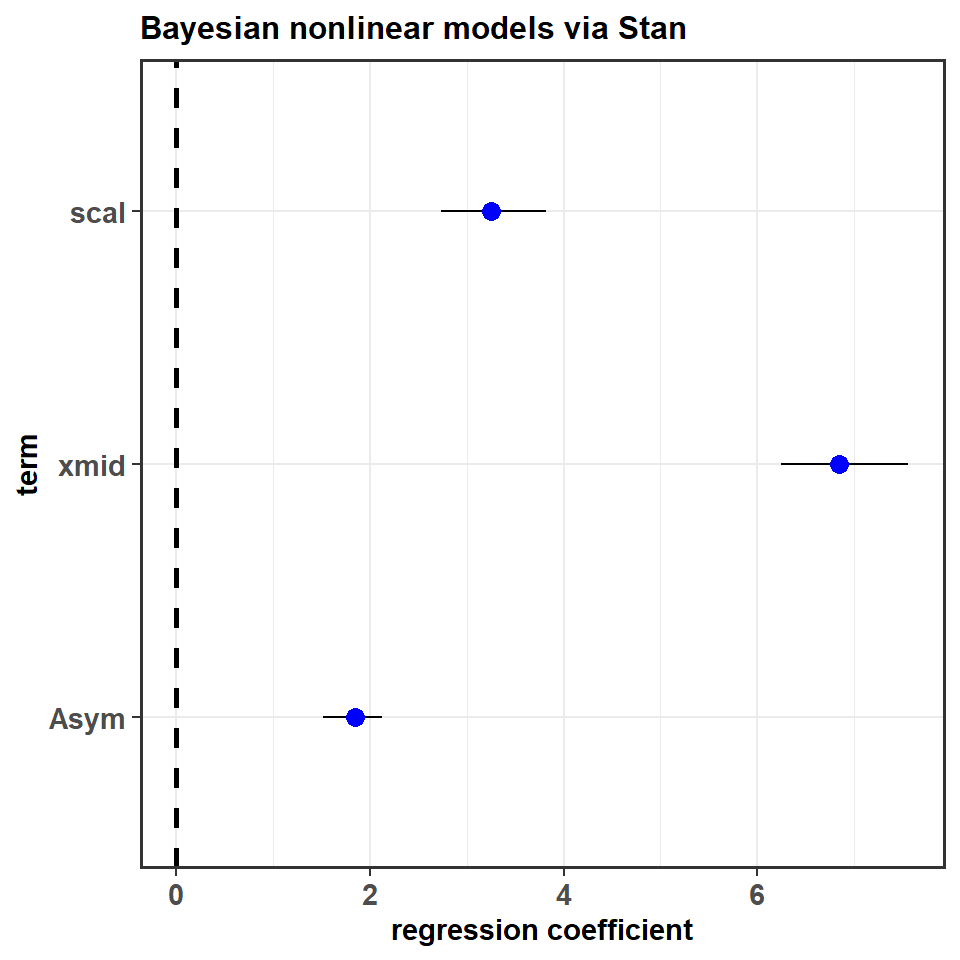 Bayesian nonlinear models via Stan
term
scal
xmid
Asym
0 2 4 6
regression coefficient